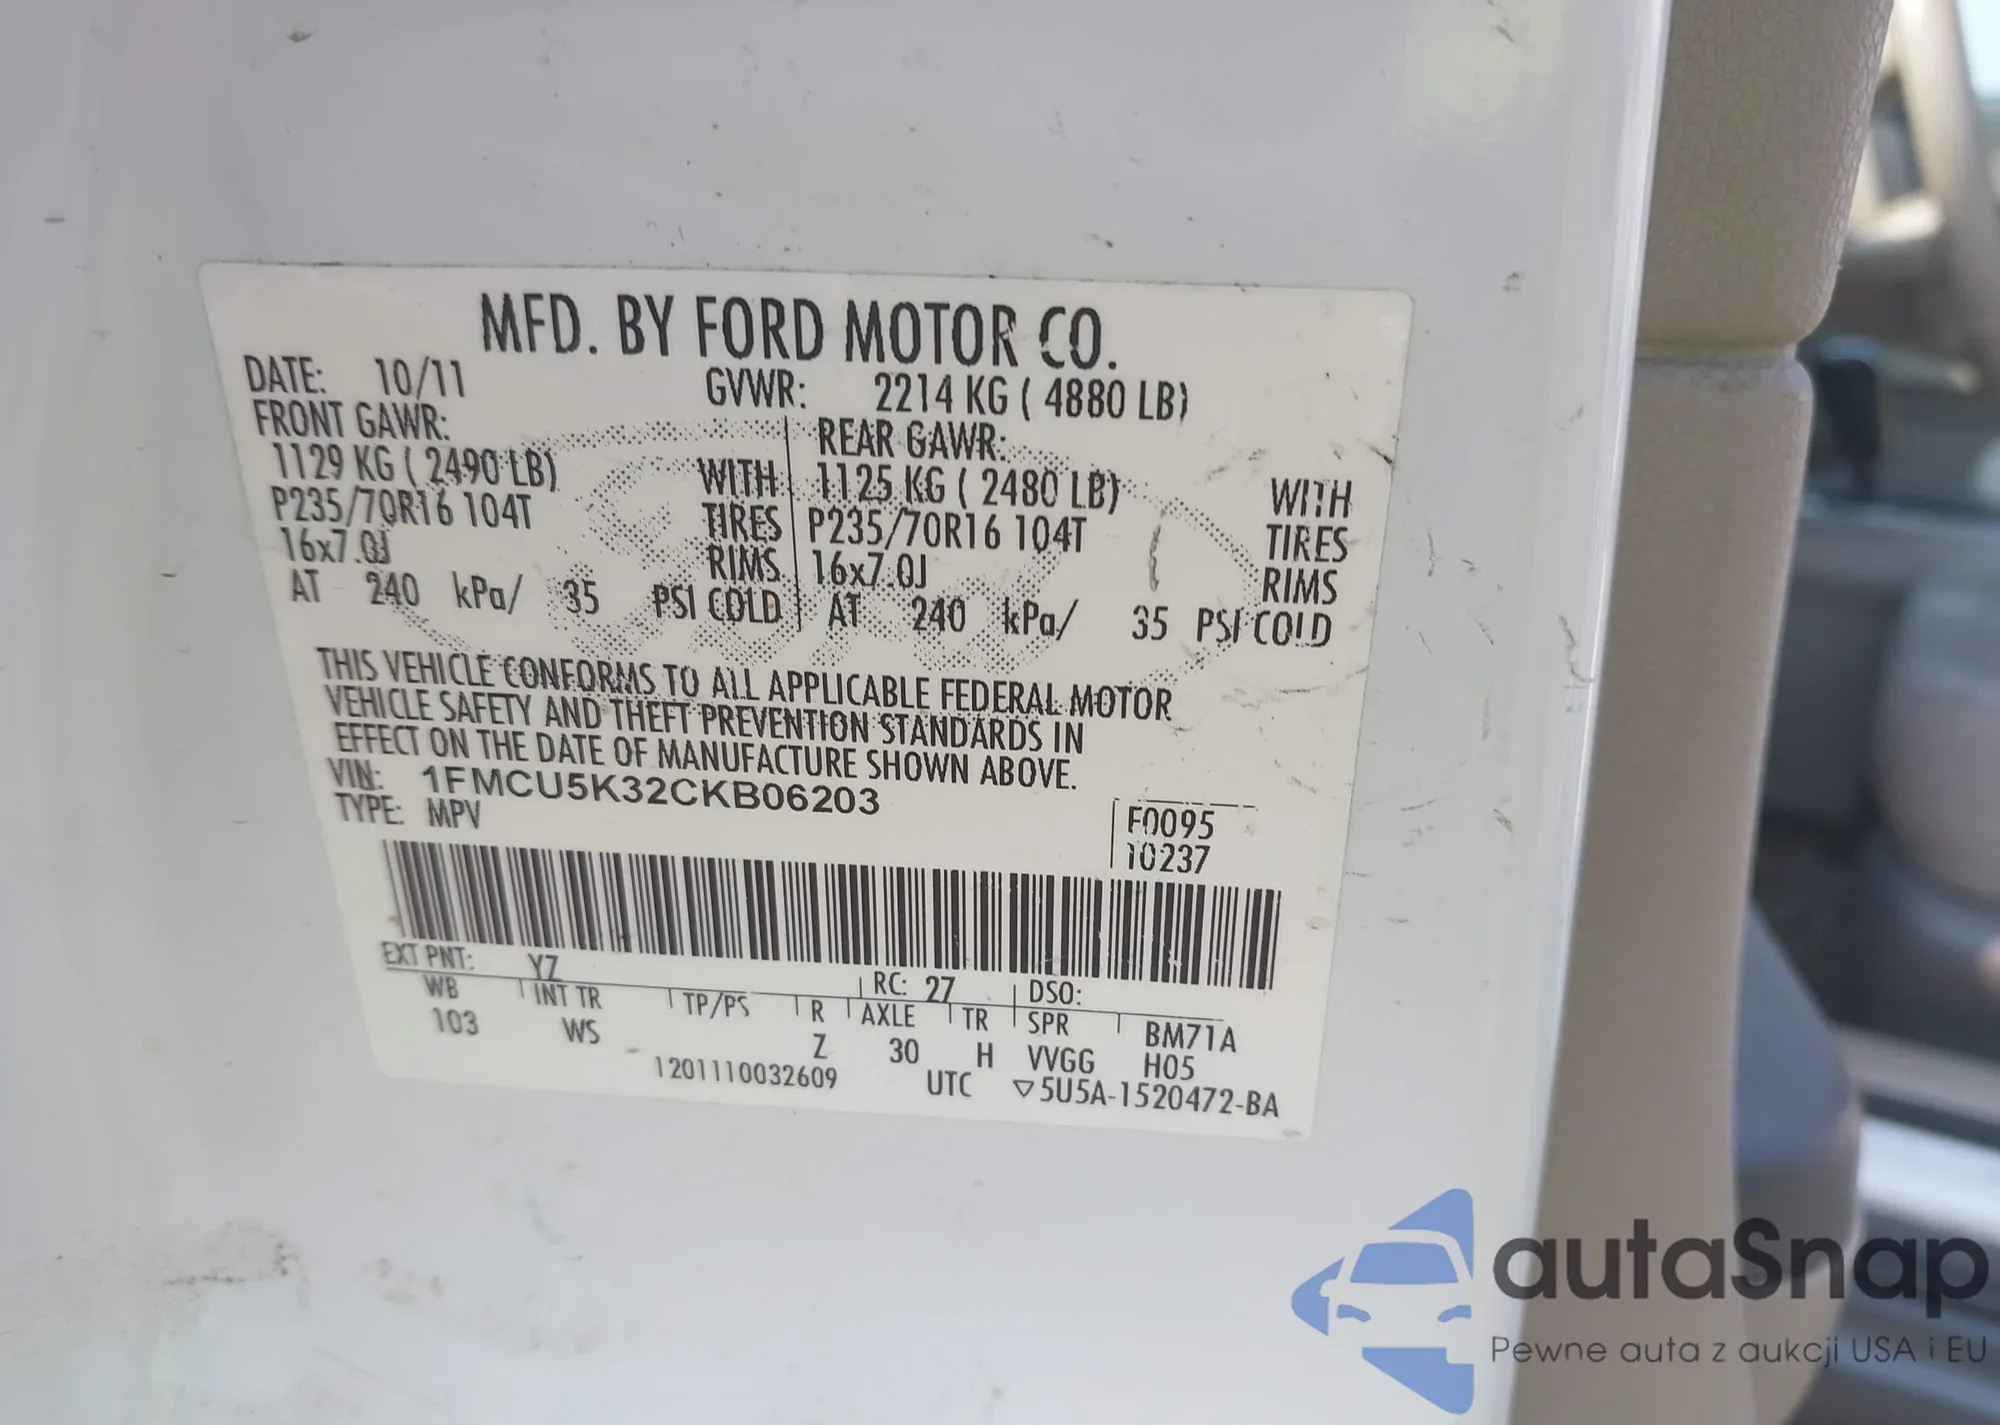 MFD. BY FORD MOTOR CO.
DATE: 10/11 GVWR: 2214 KG ( 4880 LB)
FRONT GAWR: REAR GAWR:
1129 KG ( 2490 LB) WITH 1125 KG ( 2480 LB) WITH
P235/70R16 104T TIRES P235/70R16 104T TIRES
16x7.0J RIMS 16x7.0J RIMS
AT 240 kPa/ 35 PSI COLD AT 240 kPa/ 35 PSI COLD
THIS VEHICLE CONFORMS TO ALL APPLICABLE FEDERAL MOTOR
VEHICLE SAFETY AND THEFT PREVENTION STANDARDS IN
EFFECT ON THE DATE OF MANUFACTURE SHOWN ABOVE.
VIN: 1FMCU5K32CKB06203
TYPE: MPV
F0095
10237
EXT PNT: YZ RC: 27 DSO:
WB INT TR TP/PS R AXLE TR SPR BM71A
103 WS Z 30 H VVGG H05
1201110032609 UTC ▽5U5A-1520472-BA
autaSnap
Pewne auta z aukcji USA i EU